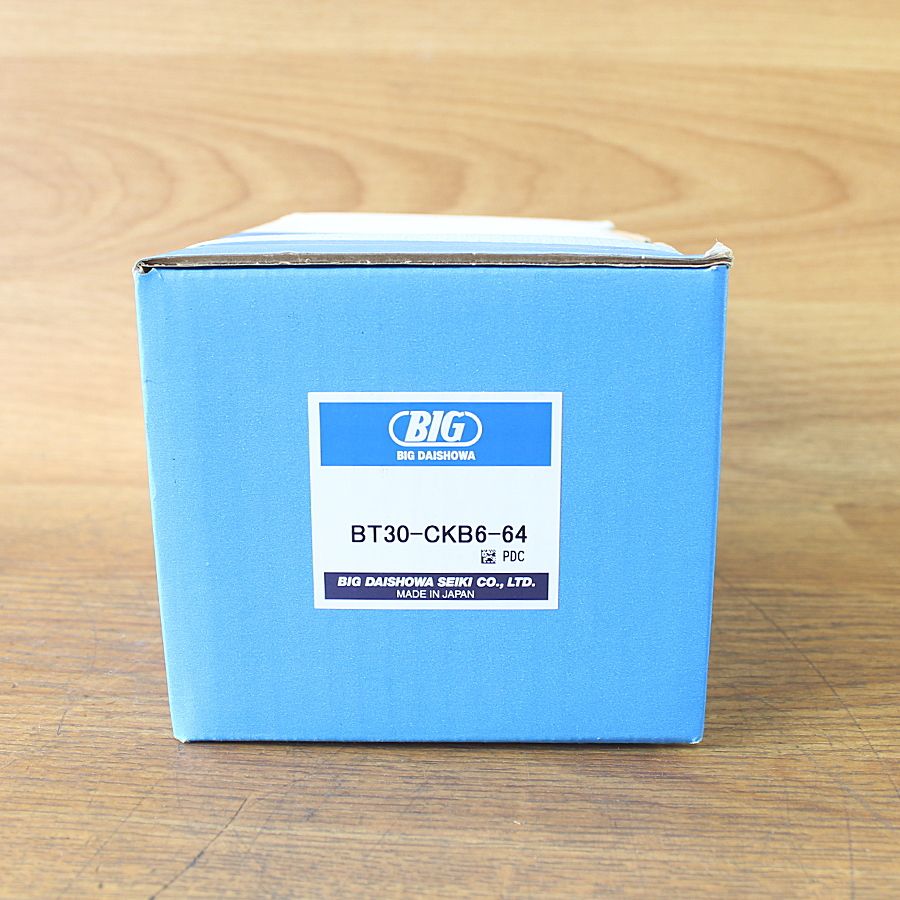 BIG
BIG DAISHOWA
BT30-CKB6-64
PDC
BIG DAISHOWA SEIKI CO., LTD.
MADE IN JAPAN